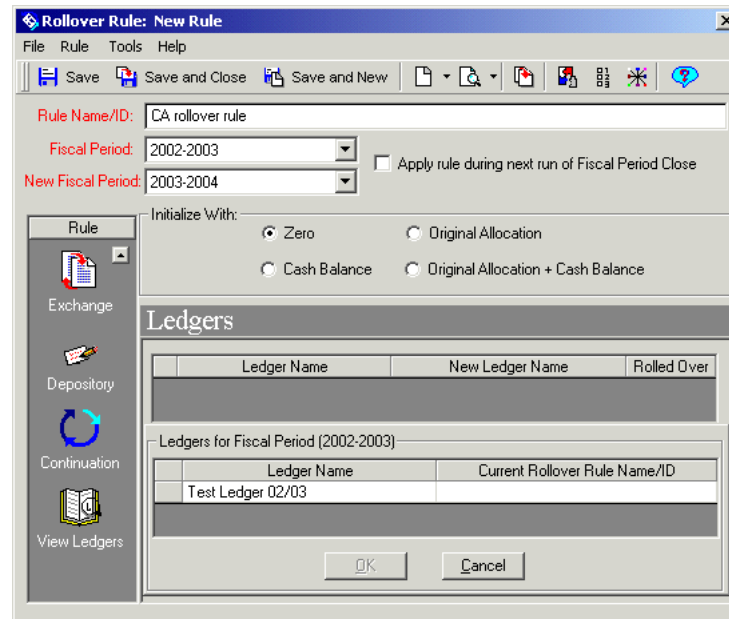 Rollover Rule: New Rule
File Rule Tools Help
Save Save and Close Save and New
Rule Name/ID: CA rollover rule
Fiscal Period: 2002-2003
Apply rule during next run of Fiscal Period Close
New Fiscal Period: 2003-2004
Rule
Initialize With:
Zero Original Allocation
Cash Balance Original Allocation + Cash Balance
Exchange
Depository
Continuation
View Ledgers
Ledgers
Ledger Name New Ledger Name Rolled Over
Ledgers for Fiscal Period (2002-2003)
Ledger Name Current Rollover Rule Name/ID
Test Ledger 02/03
OK Cancel